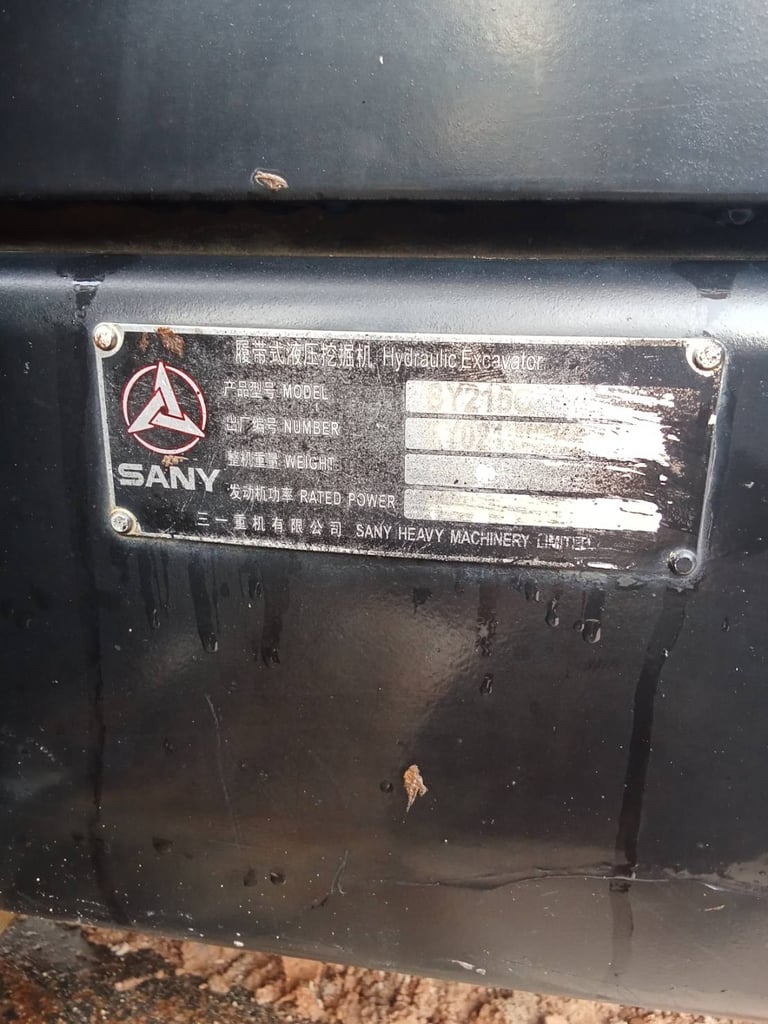 履带式液压挖掘机 Hydraulic Excavator
产品型号 MODEL SY215C
出厂编号 NUMBER
整机重量 WEIGHT
SANY
发动机功率 RATED POWER
三一重机有限公司 SANY HEAVY MACHINERY LIMITED